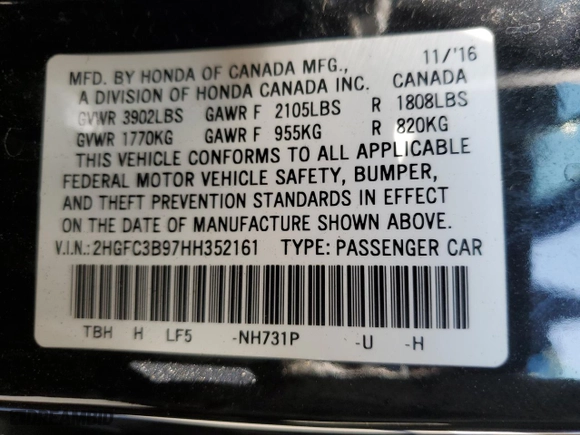 11/'16
MFD. BY HONDA OF CANADA MFG.,
A DIVISION OF HONDA CANADA INC. CANADA
GVWR 3902LBS GAWR F 2105LBS R 1808LBS
GVWR 1770KG GAWR F 955KG R 820KG
THIS VEHICLE CONFORMS TO ALL APPLICABLE
FEDERAL MOTOR VEHICLE SAFETY, BUMPER,
AND THEFT PREVENTION STANDARDS IN EFFECT
ON THE DATE OF MANUFACTURE SHOWN ABOVE.
V.I.N.: 2HGFC3B97HH352161 TYPE: PASSENGER CAR
TBH H LF5 -NH731P -U -H